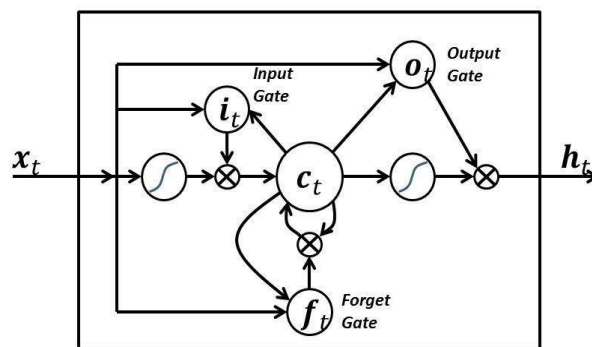 o_t
Output
Gate
Input
Gate
i_t
x_t
c_t
h_t
f_t
Forget
Gate